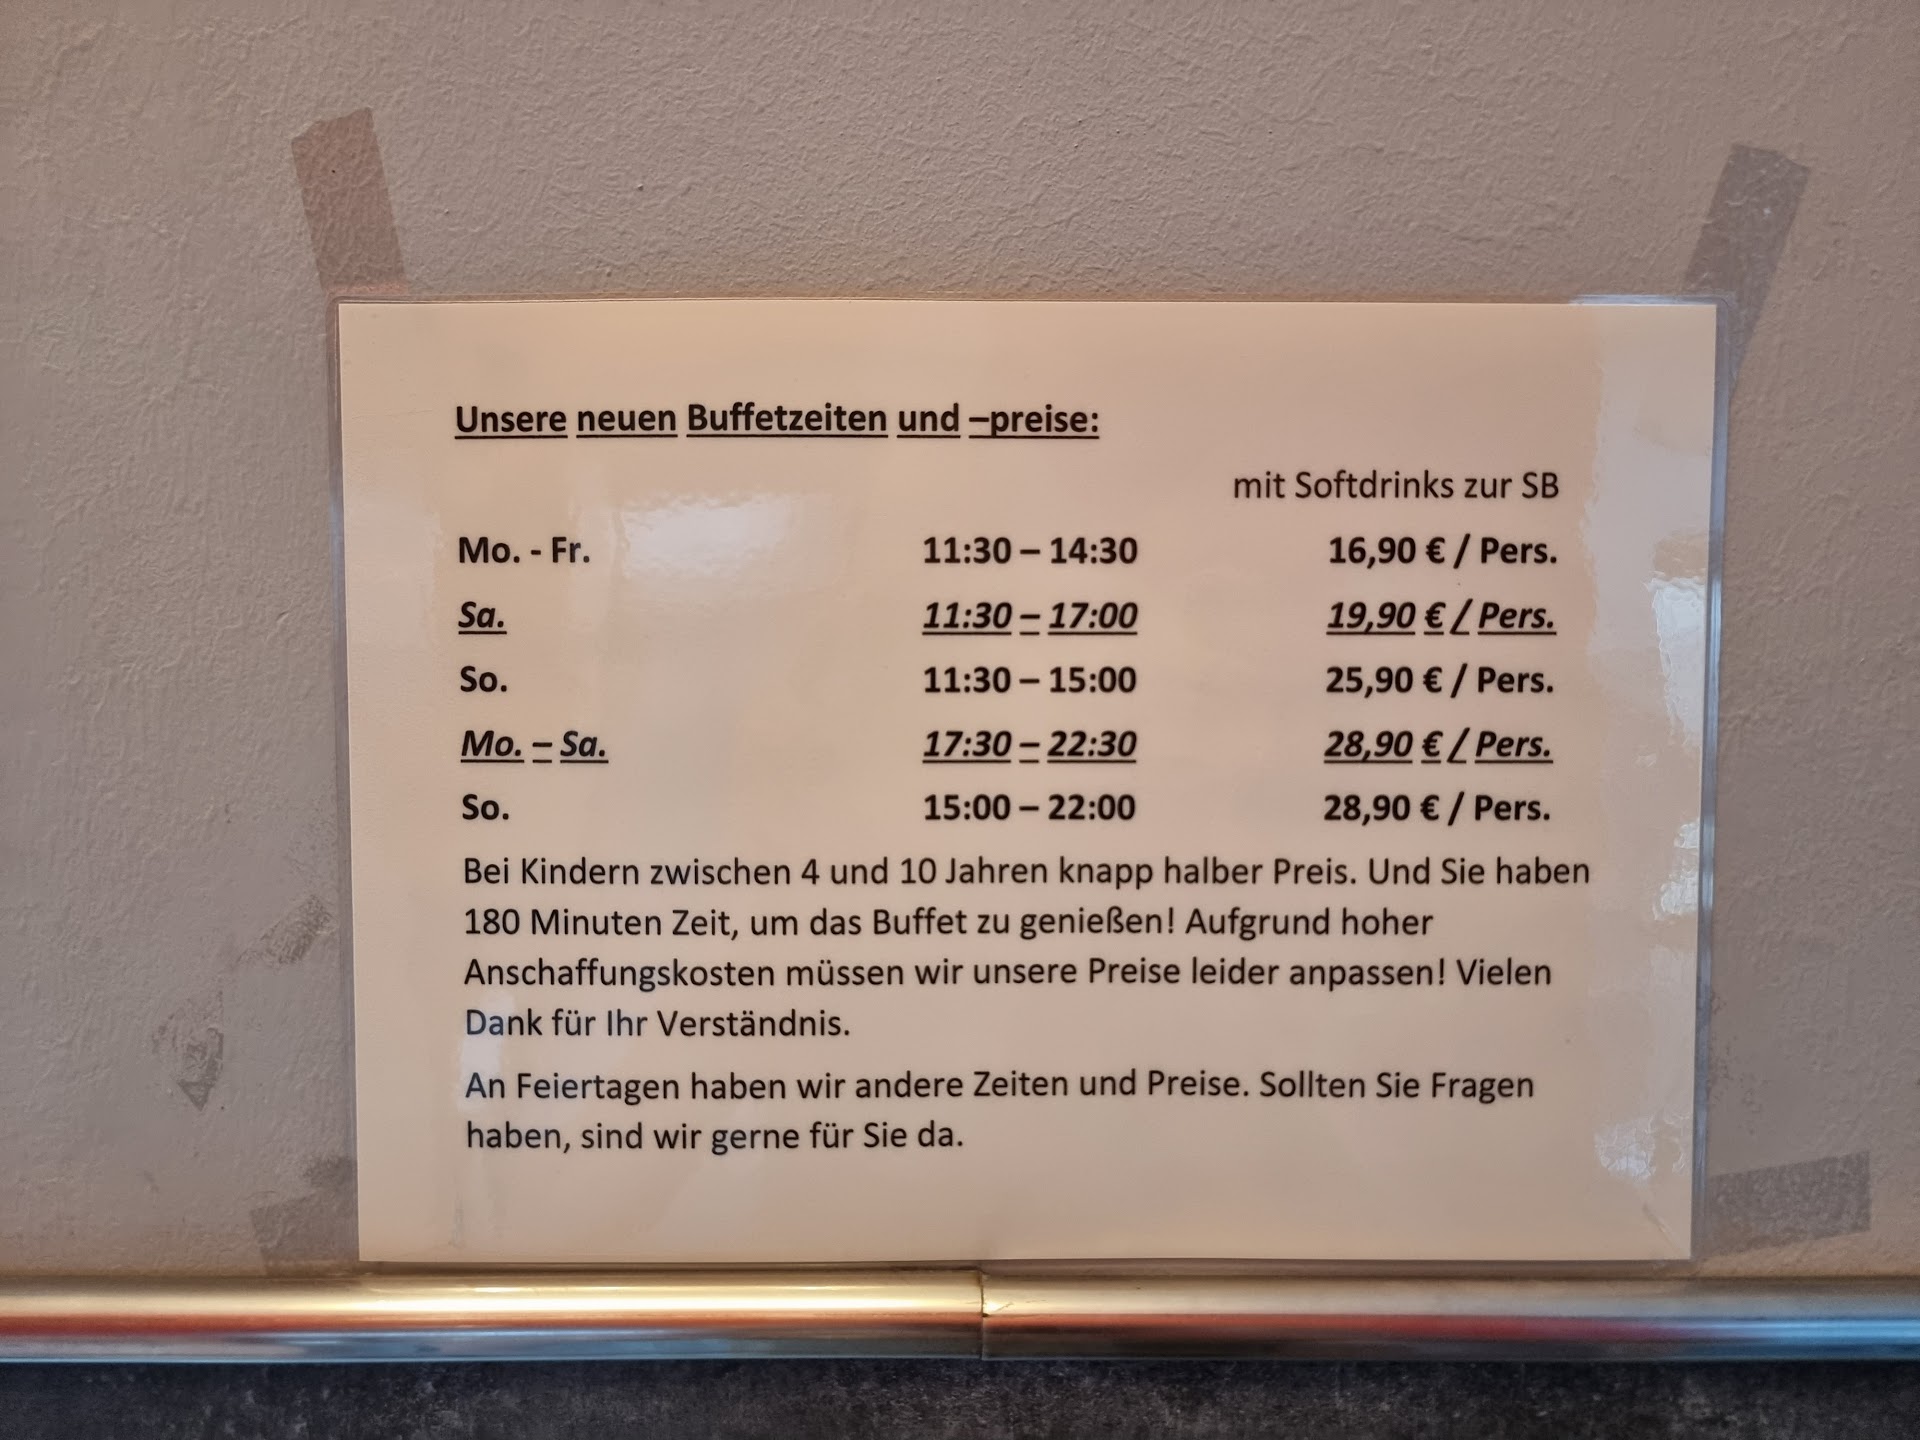 Unsere neuen Buffetzeiten und –preise:
mit Softdrinks zur SB
Mo. - Fr. 11:30 – 14:30 16,90 € / Pers.
Sa. 11:30 – 17:00 19,90 € / Pers.
So. 11:30 – 15:00 25,90 € / Pers.
Mo. – Sa. 17:30 – 22:30 28,90 € / Pers.
So. 15:00 – 22:00 28,90 € / Pers.
Bei Kindern zwischen 4 und 10 Jahren knapp halber Preis. Und Sie haben
180 Minuten Zeit, um das Buffet zu genießen! Aufgrund hoher
Anschaffungskosten müssen wir unsere Preise leider anpassen! Vielen
Dank für Ihr Verständnis.
An Feiertagen haben wir andere Zeiten und Preise. Sollten Sie Fragen
haben, sind wir gerne für Sie da.